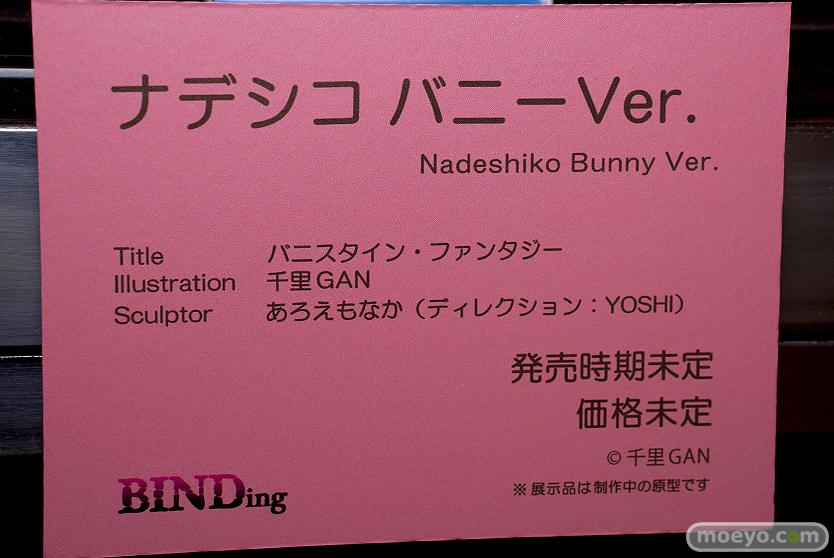 ナデシコ バニーVer.
Nadeshiko Bunny Ver.
Title バニスタイン・ファンタジー
Illustration 千里GAN
Sculptor あろえもなか（ディレクション：YOSHI）
発売時期未定
価格未定
© 千里GAN
※ 展示品は制作中の原型です
BINDing
moeyo.com